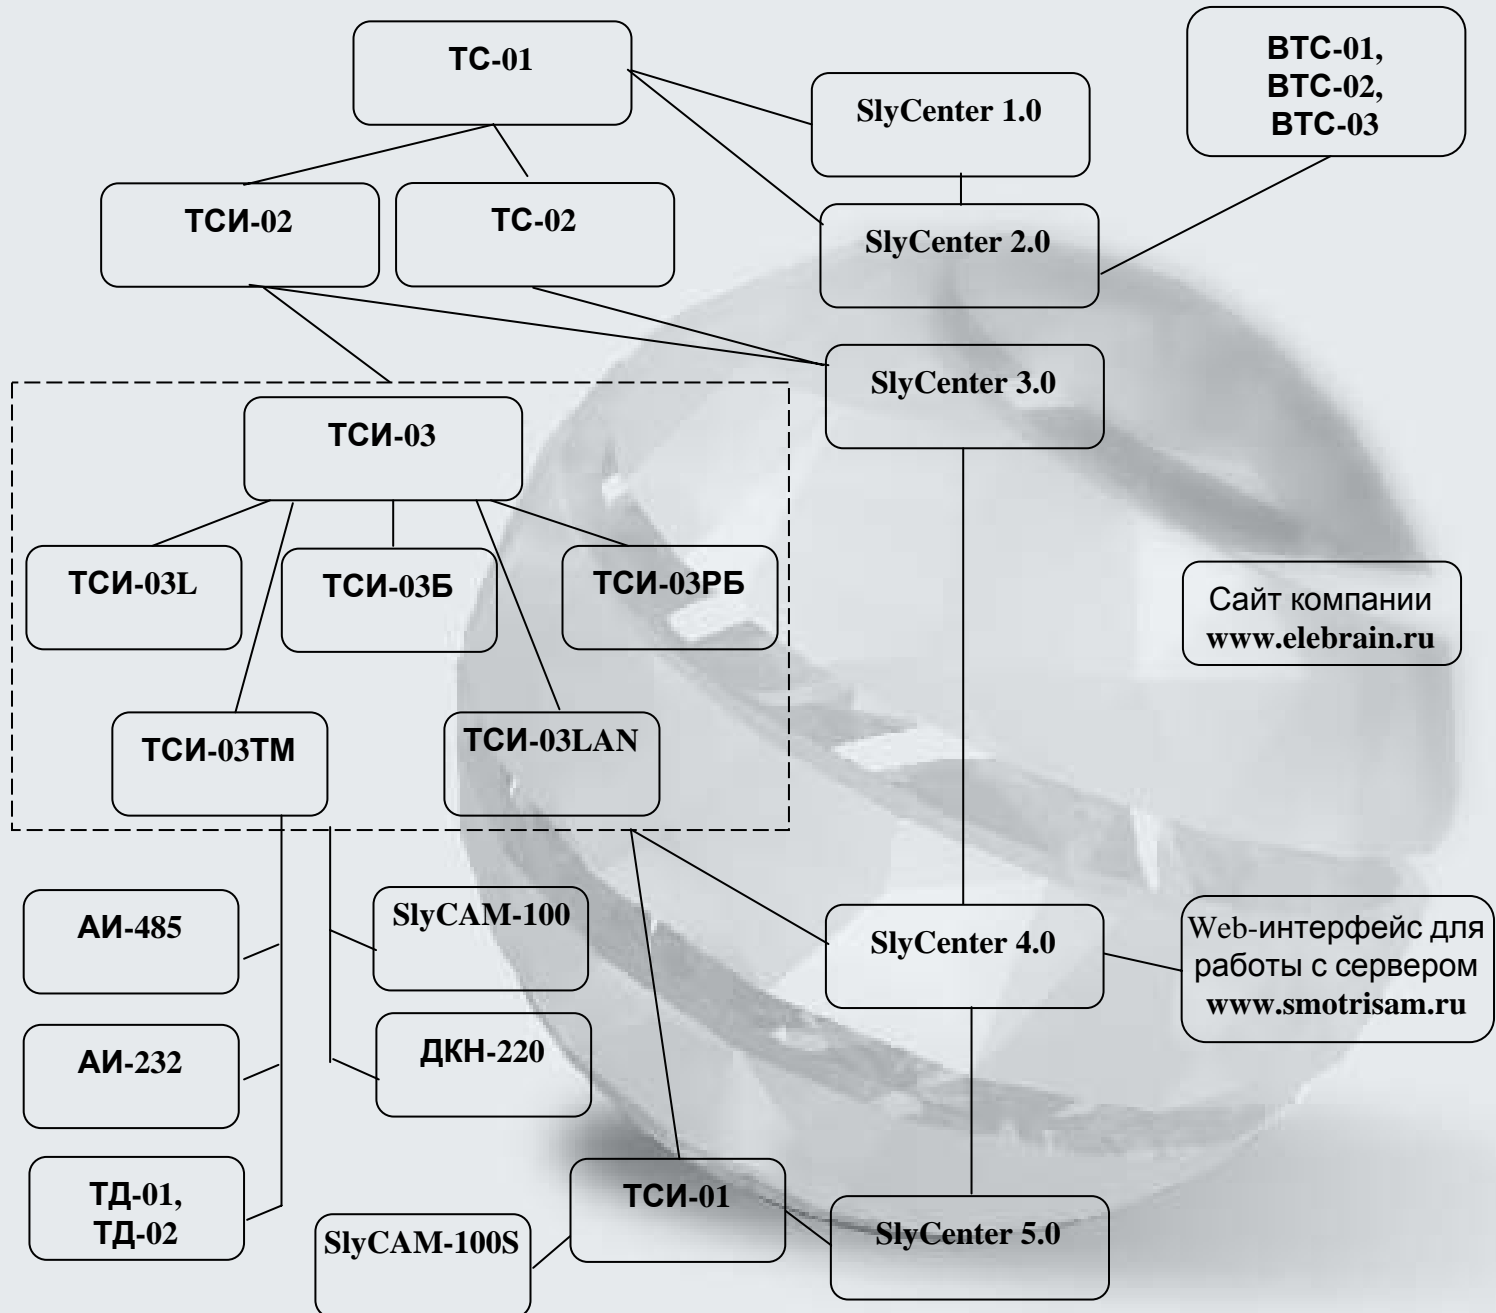 ТС-01
ВТС-01,
ВТС-02,
ВТС-03
SlyCenter 1.0
ТСИ-02
ТС-02
SlyCenter 2.0
SlyCenter 3.0
ТСИ-03
ТСИ-03L
ТСИ-03Б
ТСИ-03РБ
Сайт компании
www.elebrain.ru
ТСИ-03ТМ
ТСИ-03LAN
АИ-485
SlyCAM-100
SlyCenter 4.0
Web-интерфейс для
работы с сервером
www.smotrisam.ru
АИ-232
ДКН-220
ТД-01,
ТД-02
ТСИ-01
SlyCAM-100S
SlyCenter 5.0